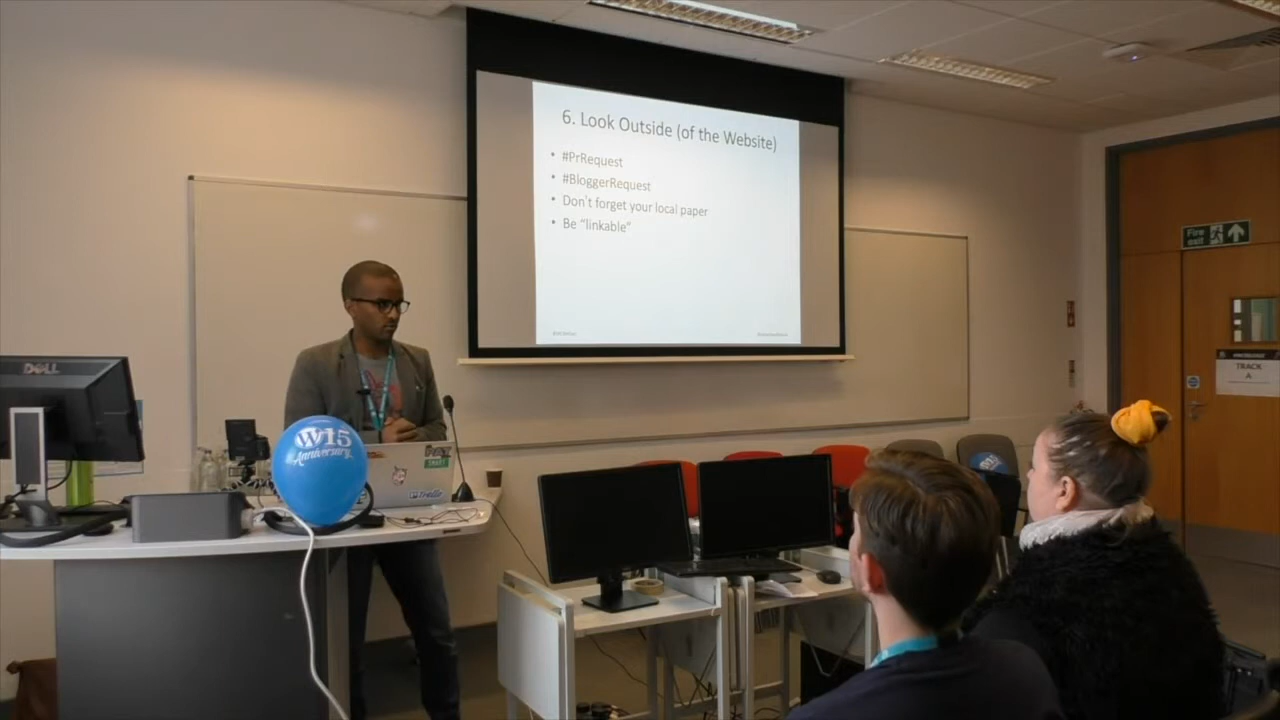 6. Look Outside (of the Website)
• #PrRequest
• #BloggerRequest
• Don't forget your local paper
• Be "linkable"
Fire
exit
TRACK
A
DELL
W15
Anniversary